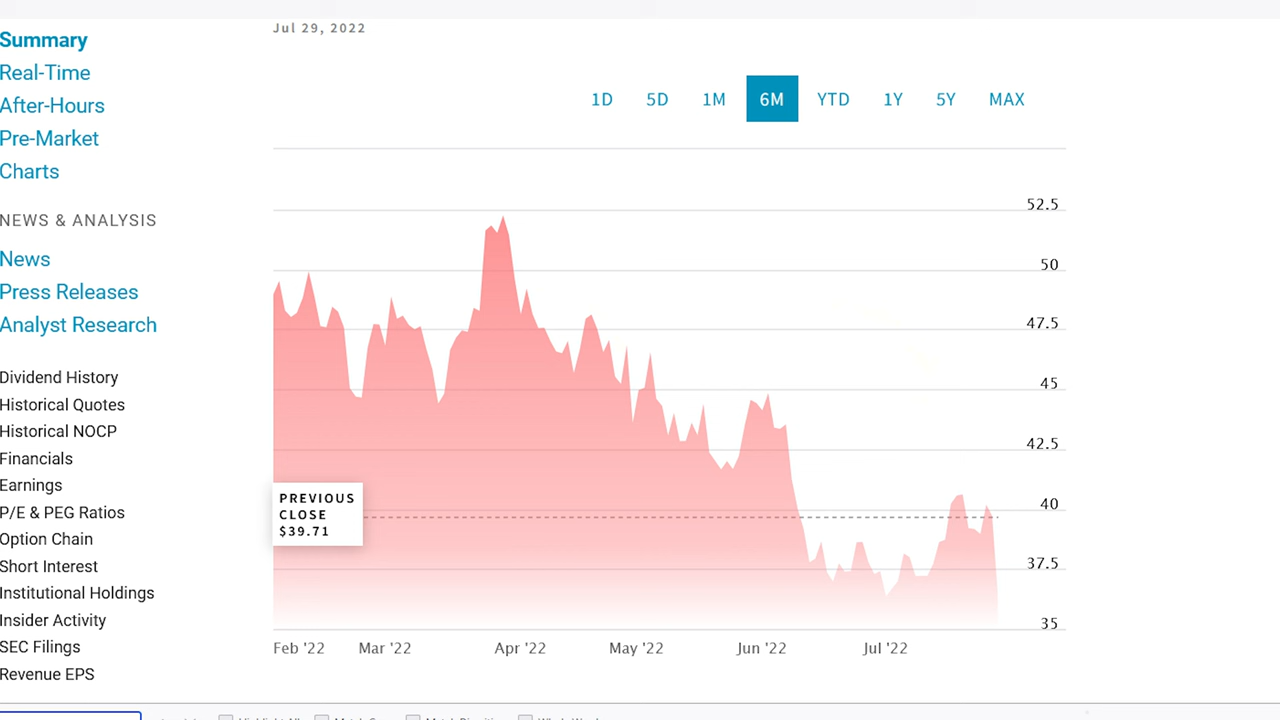 Jul 29, 2022
Summary
Real-Time
After-Hours
Pre-Market
Charts
NEWS & ANALYSIS
News
Press Releases
Analyst Research
Dividend History
Historical Quotes
Historical NOCP
Financials
Earnings
P/E & PEG Ratios
Option Chain
Short Interest
Institutional Holdings
Insider Activity
SEC Filings
Revenue EPS
1D 5D 1M 6M YTD 1Y 5Y MAX
52.5
50
47.5
45
42.5
40
37.5
35
PREVIOUS
CLOSE
$39.71
Feb '22 Mar '22 Apr '22 May '22 Jun '22 Jul '22